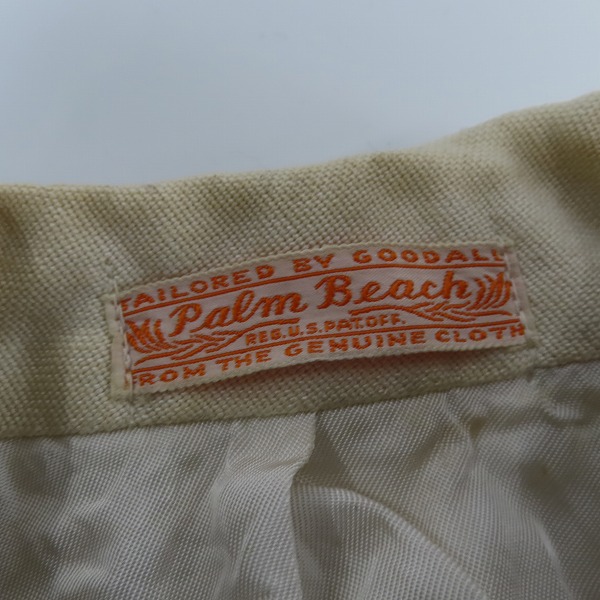 TAILORED BY GOODALL
Palm Beach
REG.U.S.PAT.OFF.
FROM THE GENUINE CLOTH